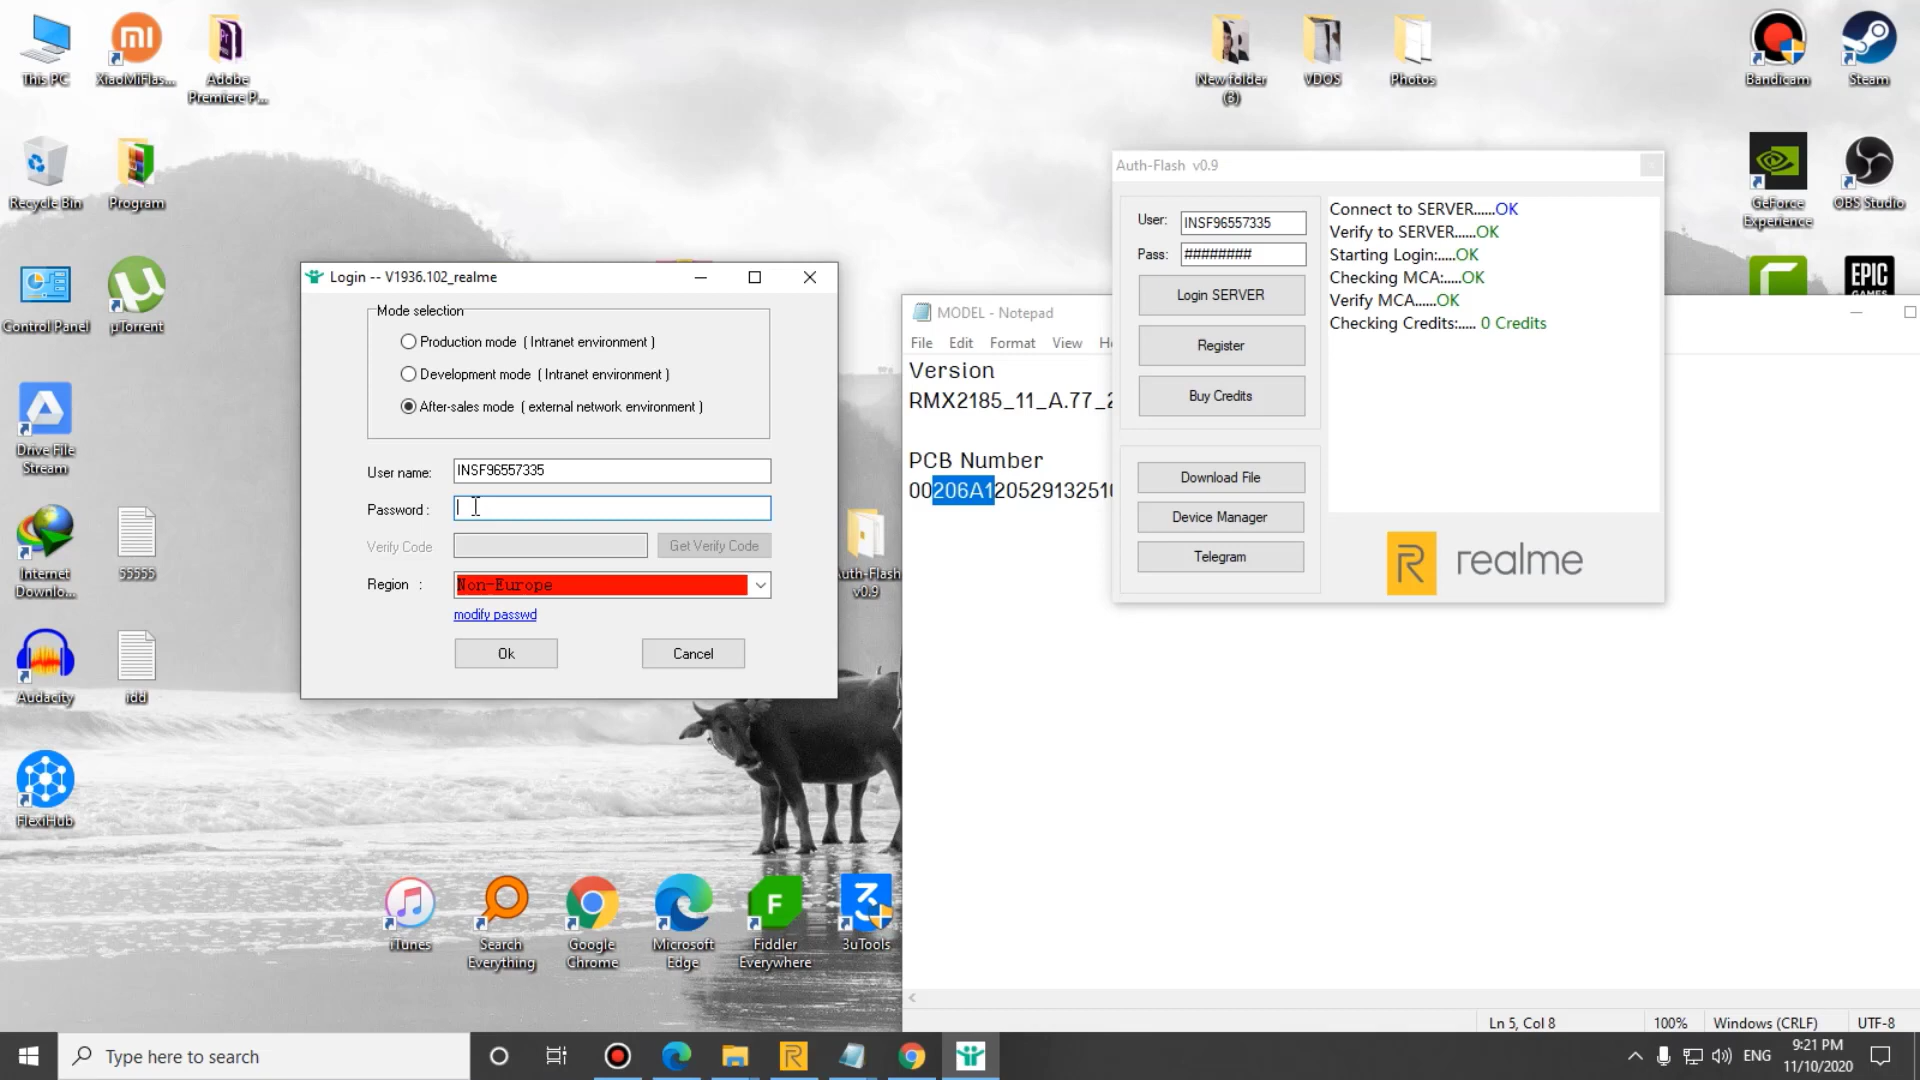 This PC
XiaoMiFlas...
Adobe
Premiere P...
New folder
(3)
VDOS
Photos
Bandicam
Steam
Recycle Bin
Program
GeForce
Experience
OBS Studio
Control Panel
µTorrent
EPIC
GAMES
Drive File
Stream
Internet
Downlo...
55555
Audacity
idd
FlexiHub
iTunes
Search
Everything
Google
Chrome
Microsoft
Edge
Fiddler
Everywhere
3uTools
Auth-Flash
v0.9
Login -- V1936.102_realme
Mode selection
Production mode ( Intranet environment )
Development mode ( Intranet environment )
After-sales mode ( external network environment )
User name: INSF96557335
Password :
Verify Code
Get Verify Code
Region : Non-Europe
modify passwd
Ok
Cancel
MODEL - Notepad
File Edit Format View
Version
RMX2185_11_A.77_2
PCB Number
00206A12052913251
Ln 5, Col 8
100%
Windows (CRLF)
UTF-8
Auth-Flash v0.9
User: INSF96557335
Pass: ########
Login SERVER
Register
Buy Credits
Download File
Device Manager
Telegram
Connect to SERVER......OK
Verify to SERVER......OK
Starting Login:.....OK
Checking MCA:....OK
Verify MCA......OK
Checking Credits:..... 0 Credits
R realme
Type here to search
ENG
9:21 PM
11/10/2020